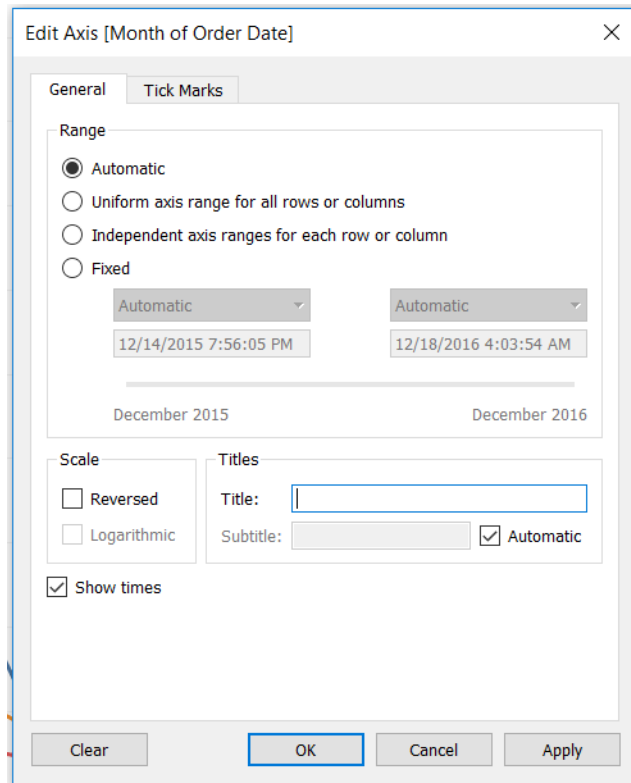 Edit Axis [Month of Order Date]
General Tick Marks
Range
Automatic
Uniform axis range for all rows or columns
Independent axis ranges for each row or column
Fixed
Automatic Automatic
12/14/2015 7:56:05 PM 12/18/2016 4:03:54 AM
December 2015 December 2016
Scale Titles
Reversed Title:
Logarithmic Subtitle: Automatic
Show times
Clear OK Cancel Apply